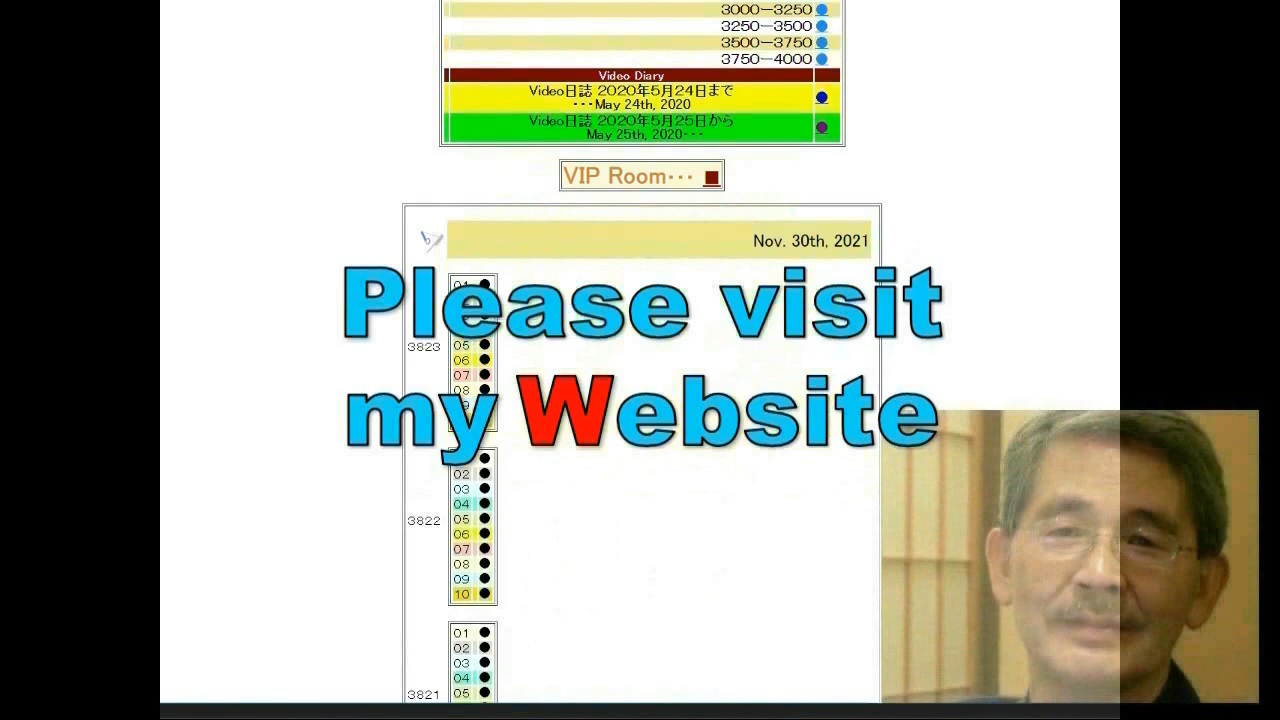 3000－3250
3250－3500
3500－3750
3750－4000
Video Diary
Video日誌 2020年5月24日まで
･･･May 24th, 2020
Video日誌 2020年5月25日から
May 25th, 2020･･･
VIP Room･･･
Nov. 30th, 2021
Please visit
my Website
3823
05
06
07
08
02
03
04
3822
05
06
07
08
09
10
01
02
03
04
3821
05